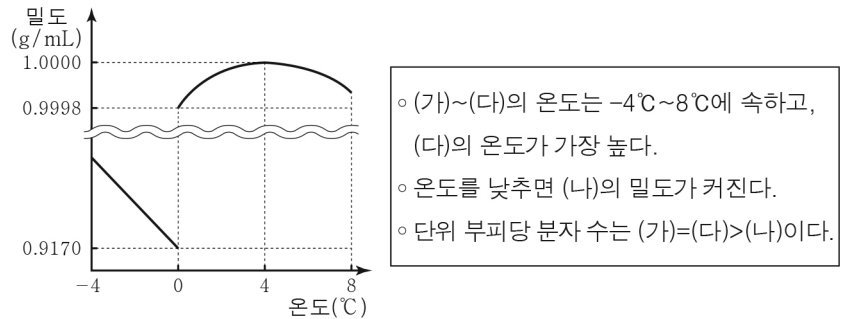 밀도
(g/mL)
1.0000
0.9998
0.9170
−4 0 4 8
온도(℃)
○ (가)~(다)의 온도는 −4℃~8℃에 속하고,
(다)의 온도가 가장 높다.
○ 온도를 낮추면 (나)의 밀도가 커진다.
○ 단위 부피당 분자 수는 (가)=(다)>(나)이다.